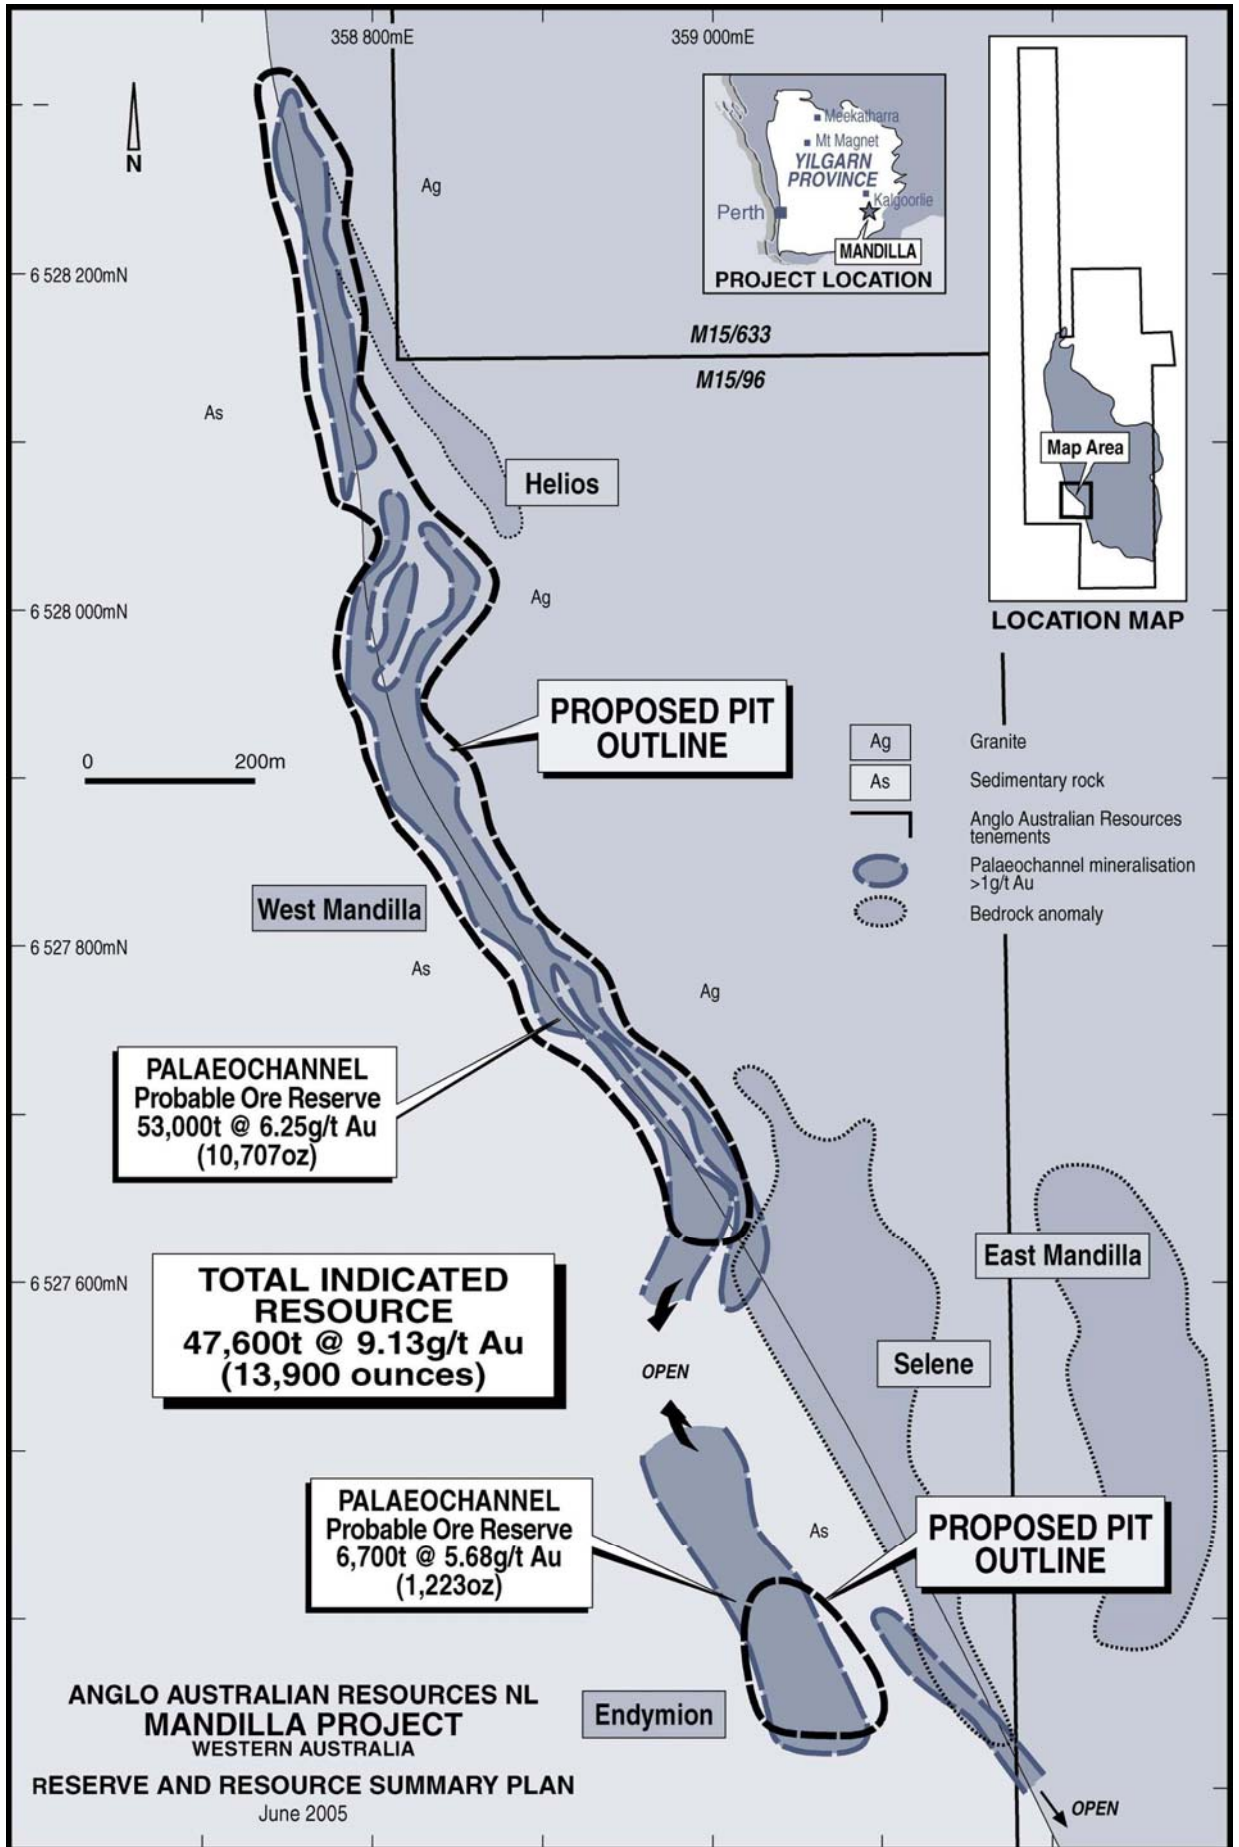 358 800mE
359 000mE
N
Ag
Meekatharra
Mt Magnet
YILGARN
PROVINCE
Kalgoorlie
Perth
MANDILLA
PROJECT LOCATION
6 528 200mN
M15/633
M15/96
As
Map Area
Helios
6 528 000mN
Ag
LOCATION MAP
PROPOSED PIT
OUTLINE
0 200m
Ag Granite
As Sedimentary rock
Anglo Australian Resources
tenements
Palaeochannel mineralisation
>1g/t Au
Bedrock anomaly
West Mandilla
6 527 800mN
As
Ag
PALAEOCHANNEL
Probable Ore Reserve
53,000t @ 6.25g/t Au
(10,707oz)
East Mandilla
6 527 600mN
TOTAL INDICATED
RESOURCE
47,600t @ 9.13g/t Au
(13,900 ounces)
Selene
OPEN
PALAEOCHANNEL
Probable Ore Reserve
6,700t @ 5.68g/t Au
(1,223oz)
As
PROPOSED PIT
OUTLINE
Endymion
ANGLO AUSTRALIAN RESOURCES NL
MANDILLA PROJECT
WESTERN AUSTRALIA
RESERVE AND RESOURCE SUMMARY PLAN
June 2005
OPEN